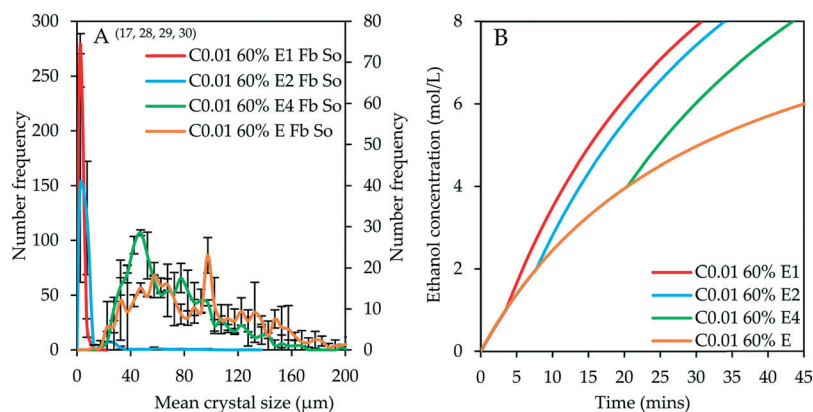 A (17, 28, 29, 30)
C0.01 60% E1 Fb So
C0.01 60% E2 Fb So
C0.01 60% E4 Fb So
C0.01 60% E Fb So
Number frequency
300
250
200
150
100
50
0
80
70
60
50
40
30
20
10
0
Number frequency
0 40 80 120 160 200
Mean crystal size (μm)
B
Ethanol concentration (mol/L)
8
6
4
2
0
C0.01 60% E1
C0.01 60% E2
C0.01 60% E4
C0.01 60% E
0 5 10 15 20 25 30 35 40 45
Time (mins)